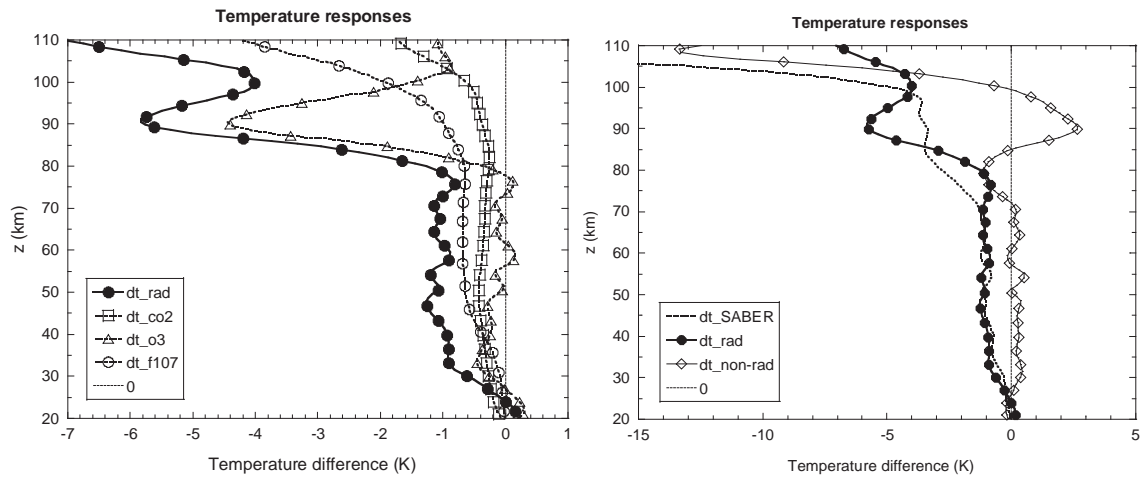 Temperature responses
110
100
90
80
70
60
50
40
30
20
z (km)
dt_rad
dt_co2
dt_o3
dt_f107
0
-7 -6 -5 -4 -3 -2 -1 0 1
Temperature difference (K)
Temperature responses
110
100
90
80
70
60
50
40
30
20
z (km)
dt_SABER
dt_rad
dt_non-rad
0
-15 -10 -5 0 5
Temperature difference (K)